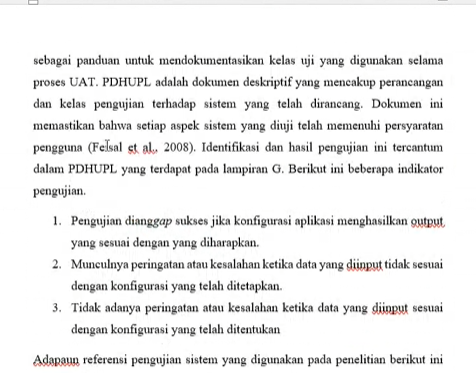 sebagai panduan untuk mendokumentasikan kelas uji yang digunakan selama
proses UAT. PDHUPL adalah dokumen deskriptif yang mencakup perancangan
dan kelas pengujian terhadap sistem yang telah dirancang. Dokumen ini
memastikan bahwa setiap aspek sistem yang diuji telah memenuhi persyaratan
pengguna (Feisal et al., 2008). Identifikasi dan hasil pengujian ini tercantum
dalam PDHUPL yang terdapat pada lampiran G. Berikut ini beberapa indikator
pengujian.
1. Pengujian dianggap sukses jika konfigurasi aplikasi menghasilkan output
yang sesuai dengan yang diharapkan.
2. Munculnya peringatan atau kesalahan ketika data yang diinput tidak sesuai
dengan konfigurasi yang telah ditetapkan.
3. Tidak adanya peringatan atau kesalahan ketika data yang diinput sesuai
dengan konfigurasi yang telah ditentukan
Adapaun referensi pengujian sistem yang digunakan pada penelitian berikut ini